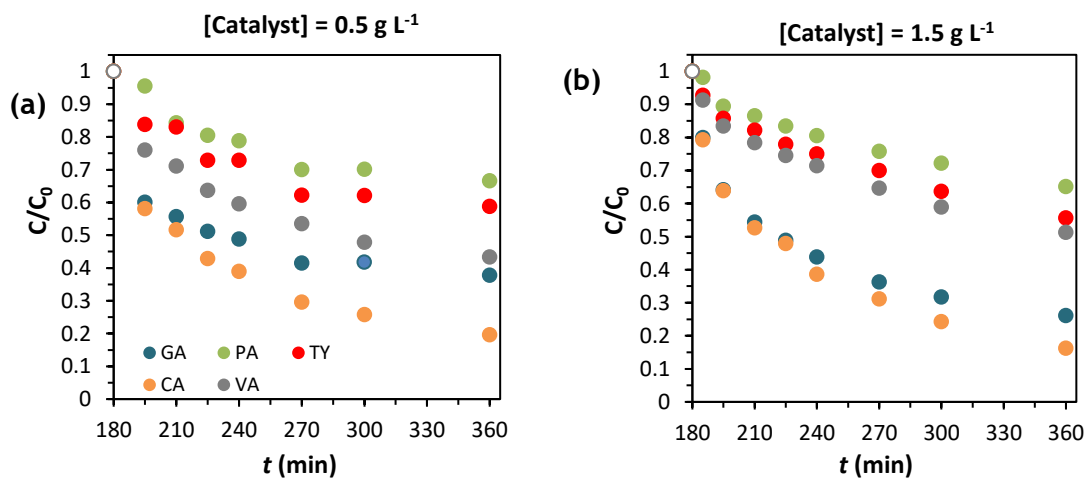 [Catalyst] = 0.5 g L⁻¹
(a)
C/C₀
1
0.9
0.8
0.7
0.6
0.5
0.4
0.3
0.2
0.1
0
GA PA TY
CA VA
180 210 240 270 300 330 360
t (min)
[Catalyst] = 1.5 g L⁻¹
(b)
C/C₀
1
0.9
0.8
0.7
0.6
0.5
0.4
0.3
0.2
0.1
0
180 210 240 270 300 330 360
t (min)